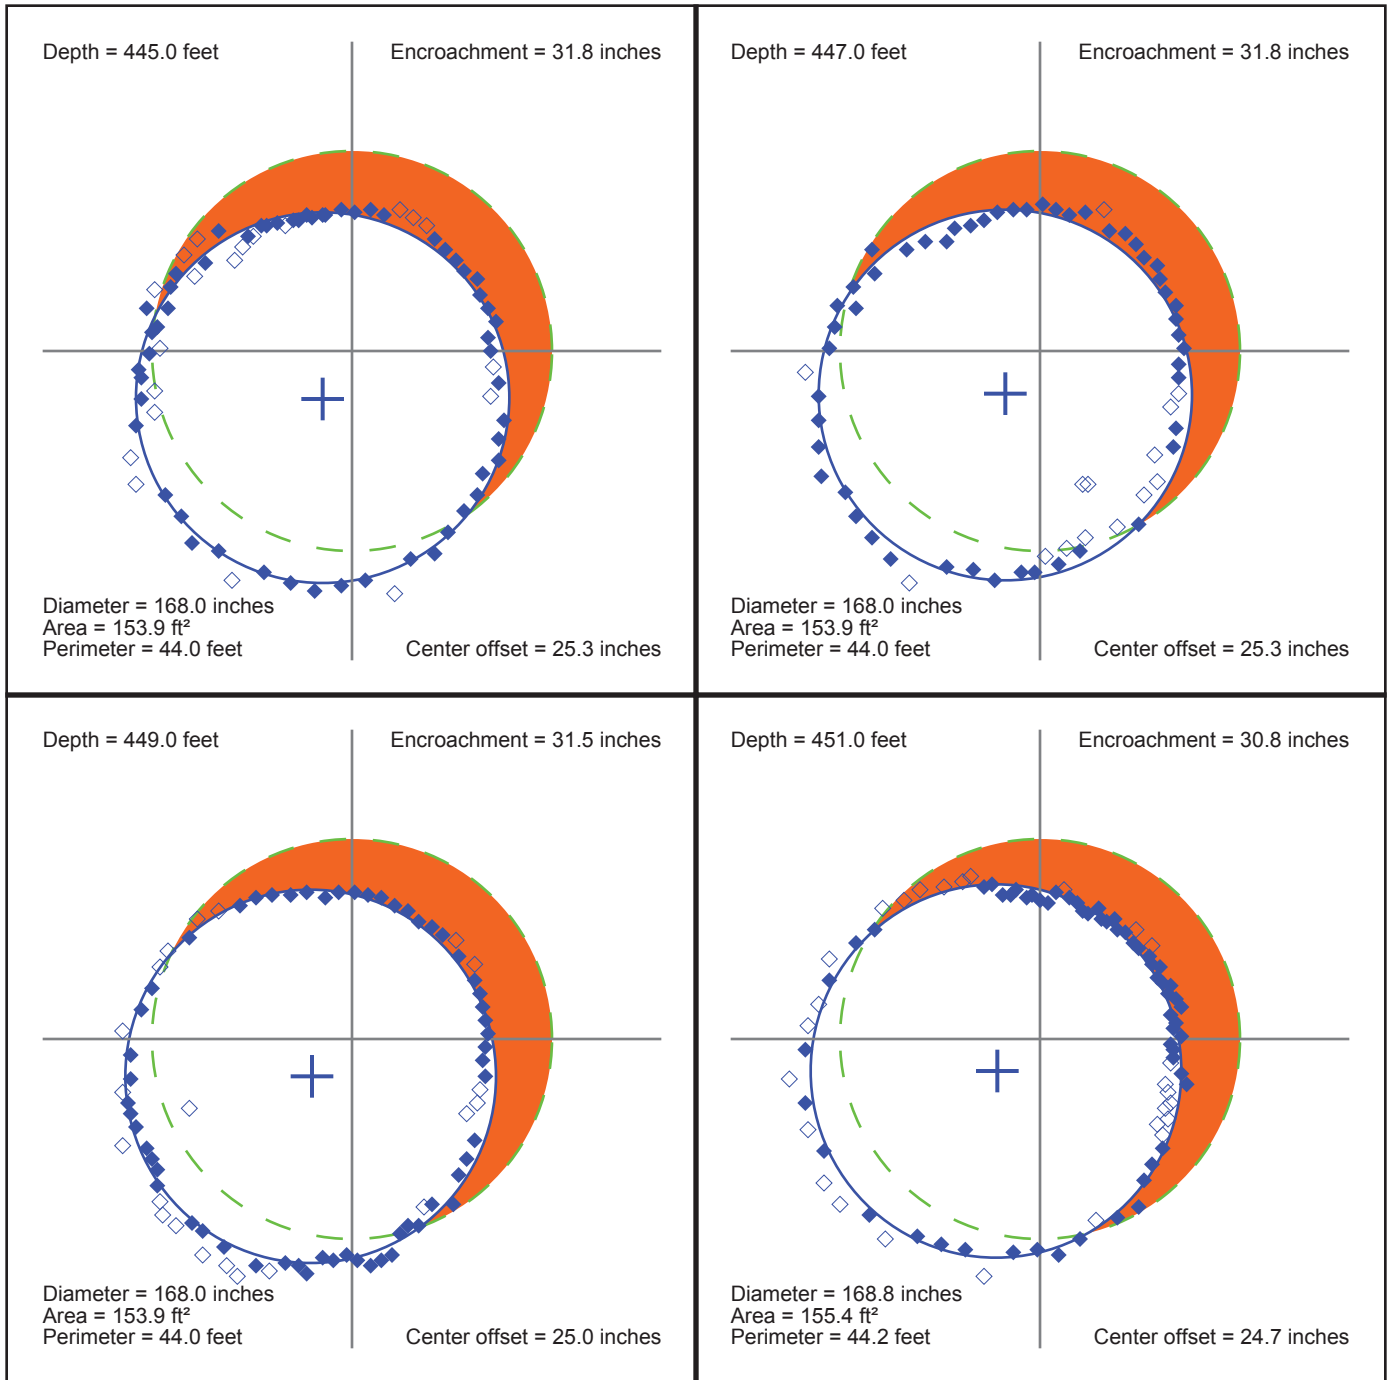 Depth = 445.0 feet
Encroachment = 31.8 inches
Diameter = 168.0 inches
Area = 153.9 ft²
Perimeter = 44.0 feet
Center offset = 25.3 inches
Depth = 447.0 feet
Encroachment = 31.8 inches
Diameter = 168.0 inches
Area = 153.9 ft²
Perimeter = 44.0 feet
Center offset = 25.3 inches
Depth = 449.0 feet
Encroachment = 31.5 inches
Diameter = 168.0 inches
Area = 153.9 ft²
Perimeter = 44.0 feet
Center offset = 25.0 inches
Depth = 451.0 feet
Encroachment = 30.8 inches
Diameter = 168.8 inches
Area = 155.4 ft²
Perimeter = 44.2 feet
Center offset = 24.7 inches